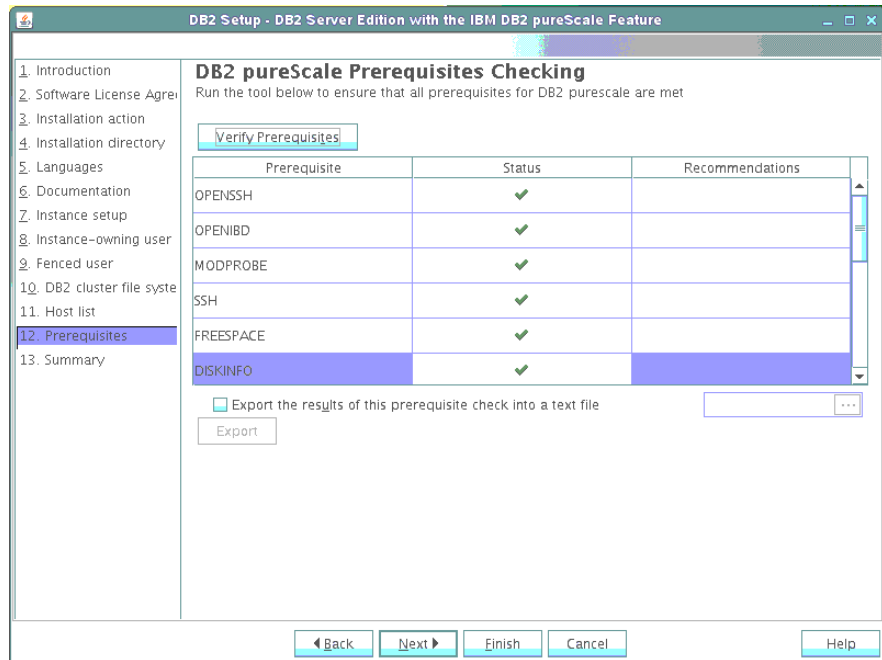 DB2 Setup - DB2 Server Edition with the IBM DB2 pureScale Feature
1. Introduction
2. Software License Agre
3. Installation action
4. Installation directory
5. Languages
6. Documentation
7. Instance setup
8. Instance-owning user
9. Fenced user
10. DB2 cluster file syste
11. Host list
12. Prerequisites
13. Summary
DB2 pureScale Prerequisites Checking
Run the tool below to ensure that all prerequisites for DB2 purescale are met
Verify Prerequisites
Prerequisite Status Recommendations
OPENSSH
OPENIBD
MODPROBE
SSH
FREESPACE
DISKINFO
Export the results of this prerequisite check into a text file ...
Export
Back Next Finish Cancel Help